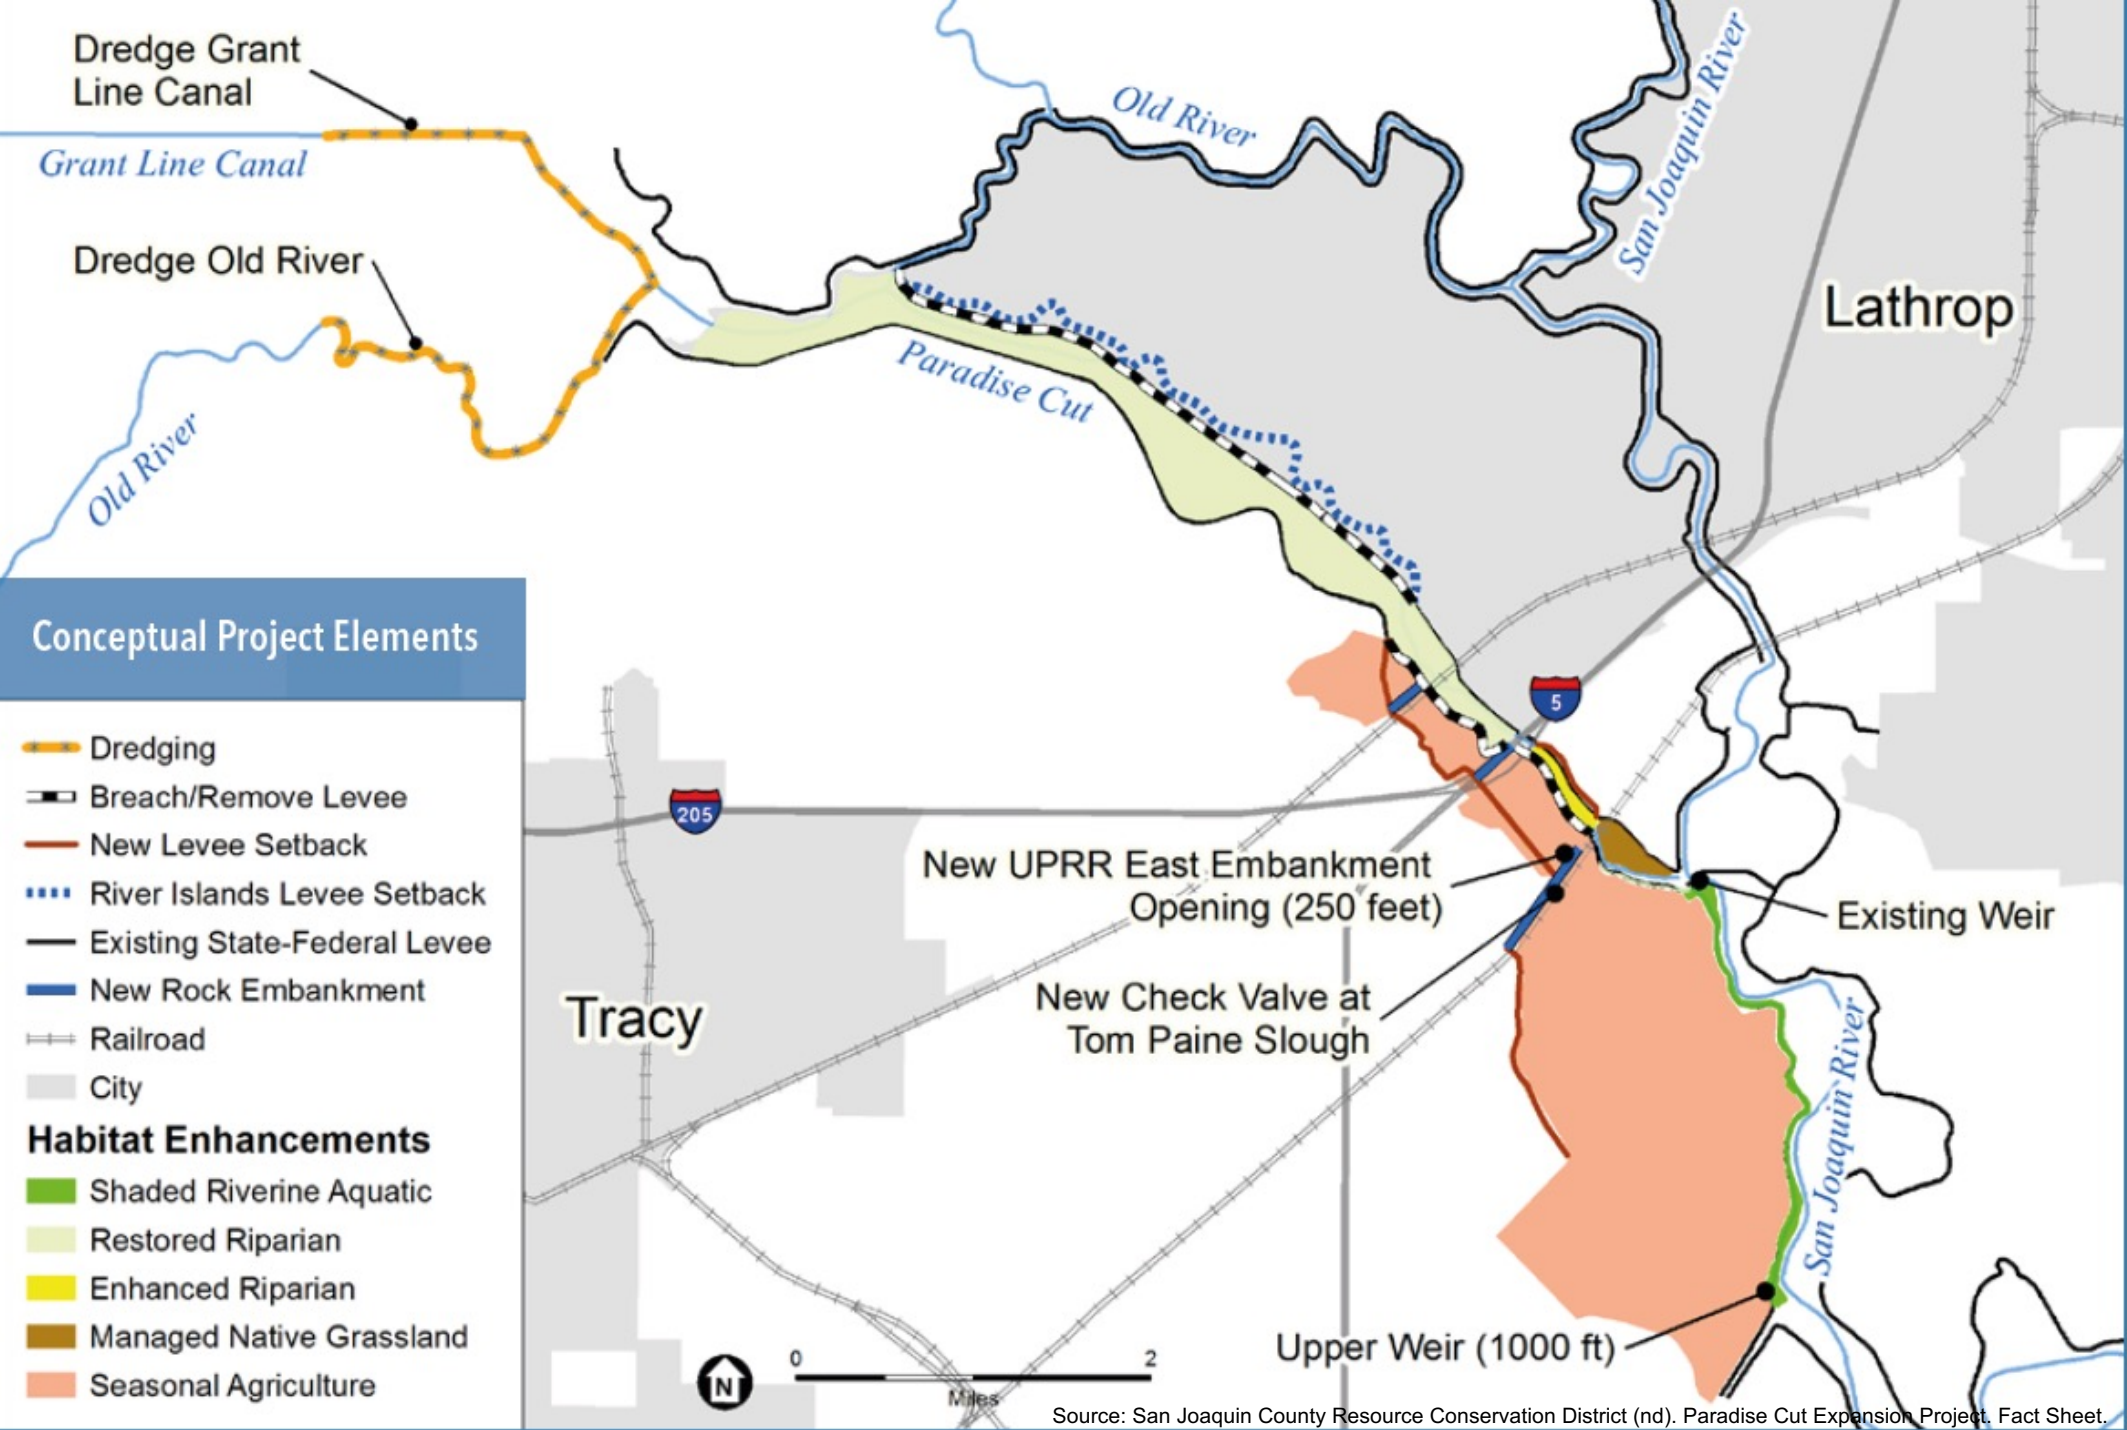 Dredge Grant
Line Canal
Grant Line Canal
Dredge Old River
Old River
Old River
San Joaquin River
Lathrop
Paradise Cut
Conceptual Project Elements
Dredging
Breach/Remove Levee
New Levee Setback
River Islands Levee Setback
Existing State-Federal Levee
New Rock Embankment
Railroad
City
Habitat Enhancements
Shaded Riverine Aquatic
Restored Riparian
Enhanced Riparian
Managed Native Grassland
Seasonal Agriculture
5
205
New UPRR East Embankment
Opening (250 feet)
Existing Weir
New Check Valve at
Tom Paine Slough
Tracy
San Joaquin River
Upper Weir (1000 ft)
N
0 2
Miles
Source: San Joaquin County Resource Conservation District (nd). Paradise Cut Expansion Project. Fact Sheet.